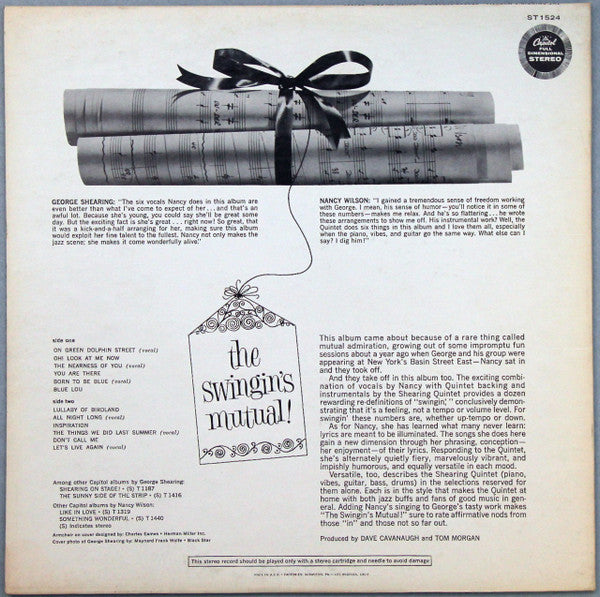 ST 1524
The
Capitol
FULL
DIMENSIONAL
STEREO
GEORGE SHEARING: "The six vocals Nancy does in this album are
even better than what I've come to expect of her...and that's an
awful lot. Because she's young, you could say she'll be great some
day. But the exciting fact is she's great . . . right now! So great, that
it was a kick-and-a-half arranging for her, making sure this album
would exploit her fine talent to the fullest. Nancy not only makes the
jazz scene; she makes it come wonderfully alive."
NANCY WILSON: "I gained a tremendous sense of freedom working
with George. I mean, his sense of humor—you'll notice it in some of
these numbers—makes me relax. And he's so flattering...he wrote
these arrangements to show me off. His instrumental work? Well, the
Quintet does six things in this album and I love them all, especially
when the piano, vibes, and guitar go the same way. What else can I
say? I dig him!"
side one
ON GREEN DOLPHIN STREET (vocal)
OH! LOOK AT ME NOW
THE NEARNESS OF YOU (vocal)
YOU ARE THERE
BORN TO BE BLUE (vocal)
BLUE LOU
side two
LULLABY OF BIRDLAND
ALL NIGHT LONG (vocal)
INSPIRATION
THE THINGS WE DID LAST SUMMER (vocal)
DON'T CALL ME
LET'S LIVE AGAIN (vocal)
the
swingin's
mutual!
This album came about because of a rare thing called
mutual admiration, growing out of some impromptu fun
sessions about a year ago when George and his group were
appearing at New York's Basin Street East—Nancy sat in
and they took off.
And they take off in this album too. The exciting combi-
nation of vocals by Nancy with Quintet backing and
instrumentals by the Shearing Quintet provides a dozen
rewarding re definitions of "swingin'," conclusively demon-
strating that it's a feeling, not a tempo or volume level. For
swingin' these numbers are, whether up-tempo or down.
As for Nancy, she has learned what many never learn:
lyrics are meant to be illuminated. The songs she does here
gain a new dimension through her phrasing, conception—
her enjoyment—of their lyrics. Responding to the Quintet,
she's alternately quietly fiery, marvelously vibrant, and
impishly humorous, and equally versatile in each mood.
Versatile, too, describes the Shearing Quintet (piano,
vibes, guitar, bass, drums) in the selections reserved for
them alone. Each is in the style that makes the Quintet at
home with both jazz buffs and fans of good music in gen-
eral. Adding Nancy's singing to George's tasty work makes
"The Swingin's Mutual!" sure to rate affirmative nods from
those "in" and those not so far out.
Produced by DAVE CAVANAUGH and TOM MORGAN
Among other Capitol albums by George Shearing:
SHEARING ON STAGE! • (S) T 1187
THE SUNNY SIDE OF THE STRIP • (S) T 1416
Other Capitol albums by Nancy Wilson:
LIKE IN LOVE • (S) T 1319
SOMETHING WONDERFUL • (S) T 1440
(S) Indicates stereo
Armchair on cover designed by: Charles Eames • Herman Miller Inc.
Cover photo of George Shearing by: Maynard Frank Wolfe • Black Star
This stereo record should be played only with a stereo cartridge and needle to avoid damage